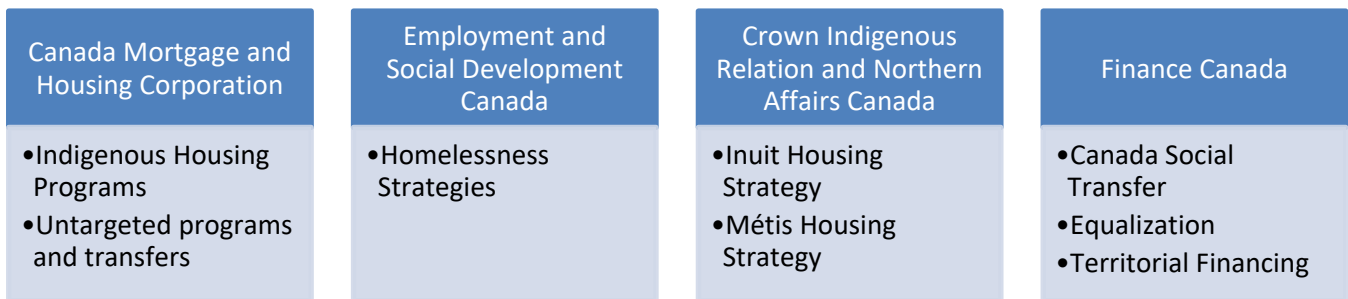 Canada Mortgage and
Housing Corporation
•Indigenous Housing
Programs
•Untargeted programs
and transfers
Employment and
Social Development
Canada
•Homelessness
Strategies
Crown Indigenous
Relation and Northern
Affairs Canada
•Inuit Housing
Strategy
•Métis Housing
Strategy
Finance Canada
•Canada Social
Transfer
•Equalization
•Territorial Financing